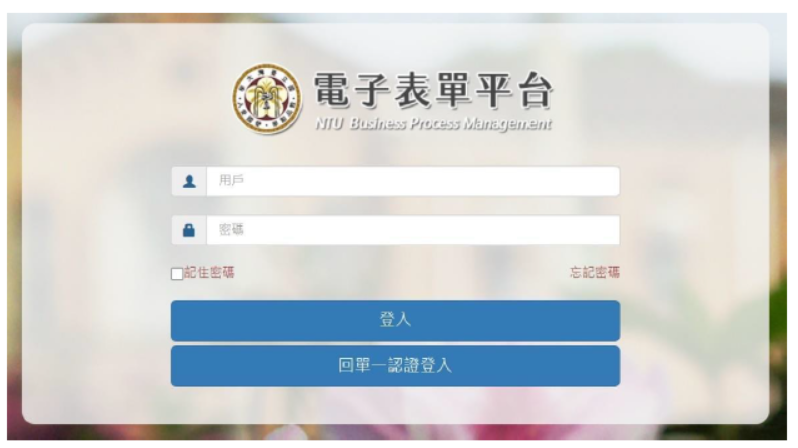 電子表單平台
NTU Business Process Management
用戶
密碼
記住密碼 忘記密碼
登入
回單一認證登入